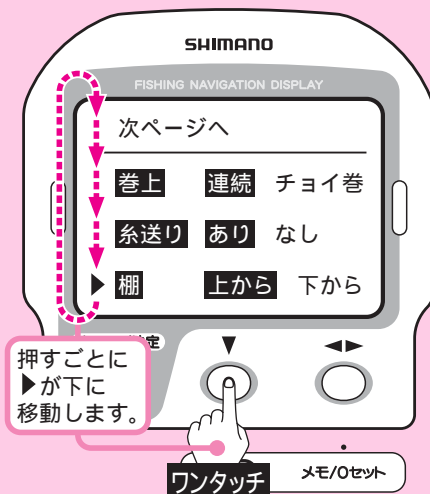 SHIMANO
FISHING NAVIGATION DISPLAY
次ページへ
巻上 連続 チョイ巻
糸送り あり なし
▶ 棚 上から 下から
定
▼ ◀▶
押すごとに
▶が下に
移動します。
ワンタッチ
メモ/0セット